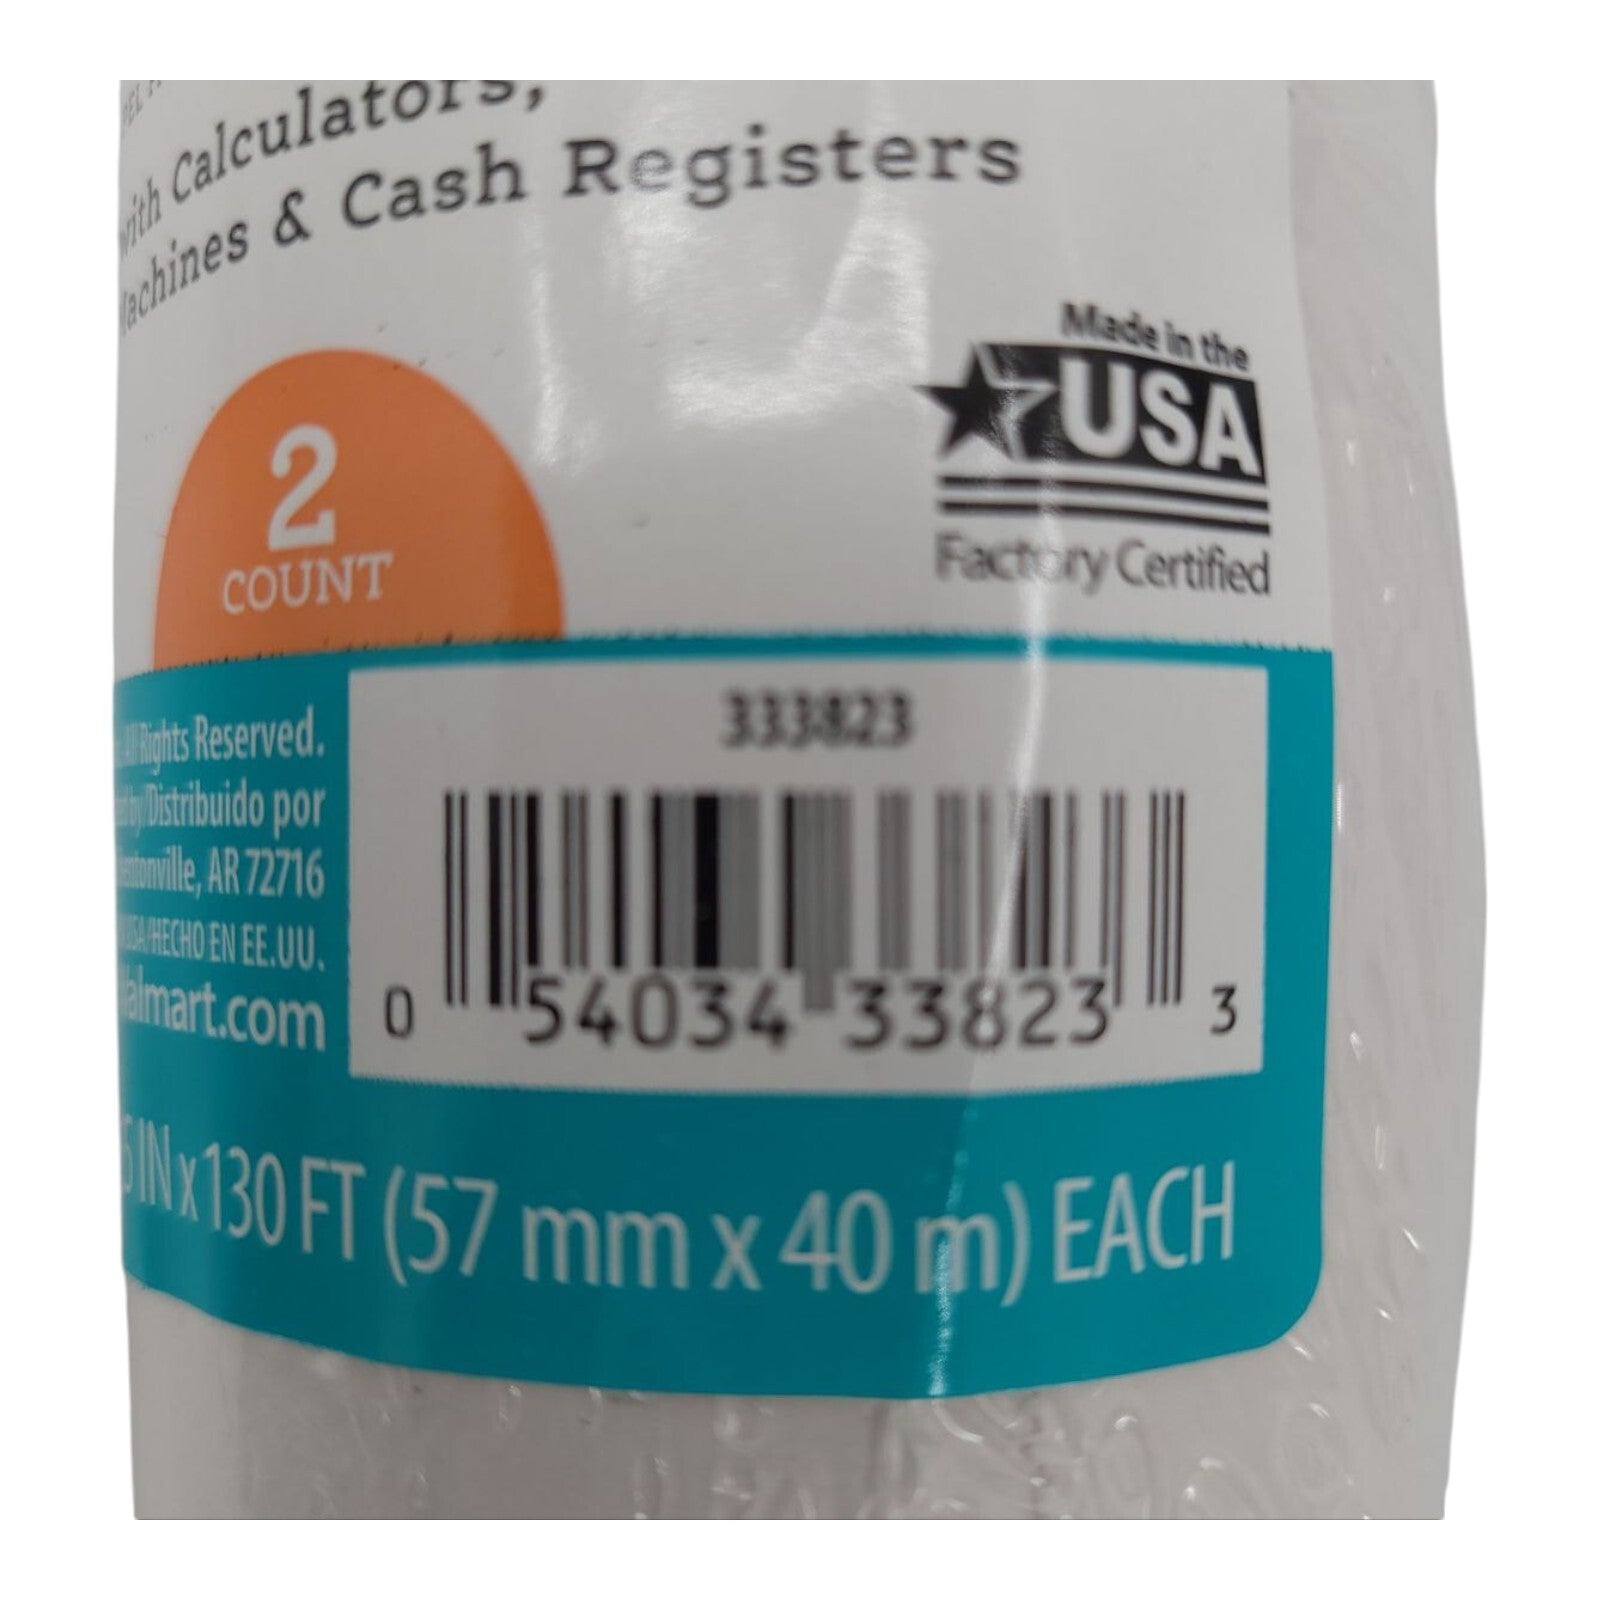 with Calculators,
Machines & Cash Registers
2
COUNT
Made in the
USA
Factory Certified
All Rights Reserved.
by/Distribuido por
Bentonville, AR 72716
USA/HECHO EN EE.UU.
Walmart.com
333823
0 54034 33823 3
5 IN x 130 FT (57 mm x 40 m) EACH